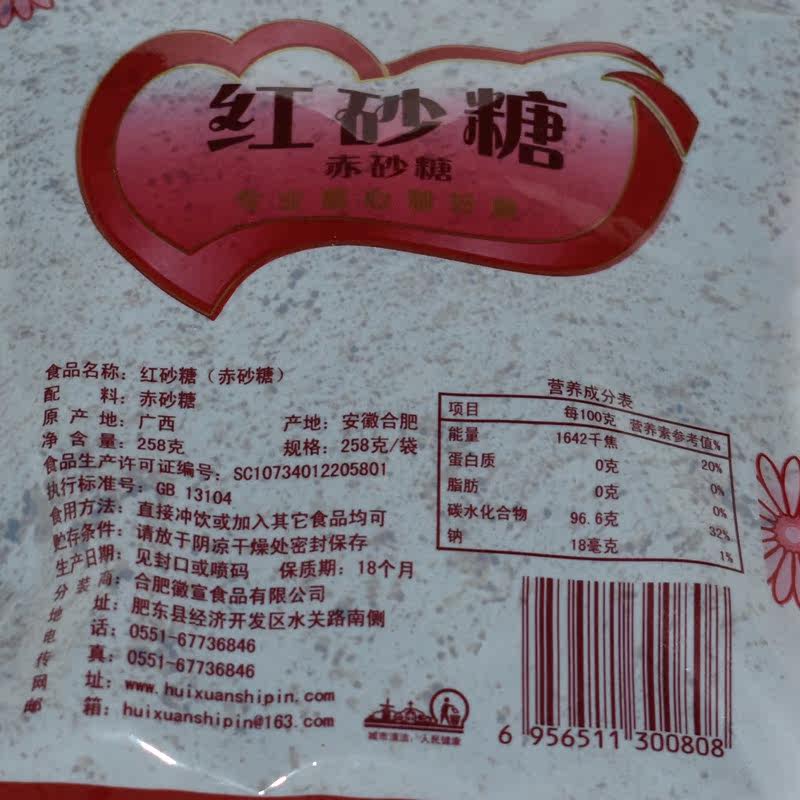 红砂糖
赤砂糖
食品名称：红砂糖（赤砂糖）
配 料：赤砂糖
原 产 地：广西 产地：安徽合肥
净 含 量：258克 规格：258克/袋
食品生产许可证编号：SC10734012205801
执行标准号：GB 13104
食用方法：直接冲饮或加入其它食品均可
贮存条件：请放于阴凉干燥处密封保存
生产日期：见封口或喷码 保质期：18个月
分 装 商：合肥徽宣食品有限公司
地 址：肥东县经济开发区水关路南侧
电 话：0551-67736846
传 真：0551-67736846
网 址：www.huixuanshipin.com
邮 箱：huixuanshipin@163.com
营养成分表
项目 每100克 营养素参考值%
能量 1642千焦 20%
蛋白质 0克 0%
脂肪 0克 0%
碳水化合物 96.6克 32%
钠 18毫克 1%
城市清洁，人民健康
6 956511 300808